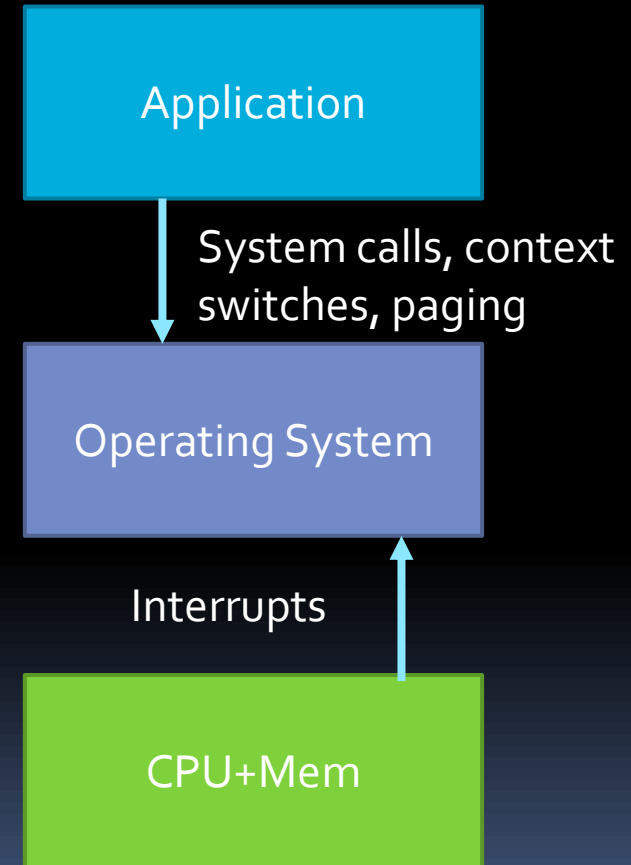 Application
System calls, context
switches, paging
Operating System
Interrupts
CPU+Mem